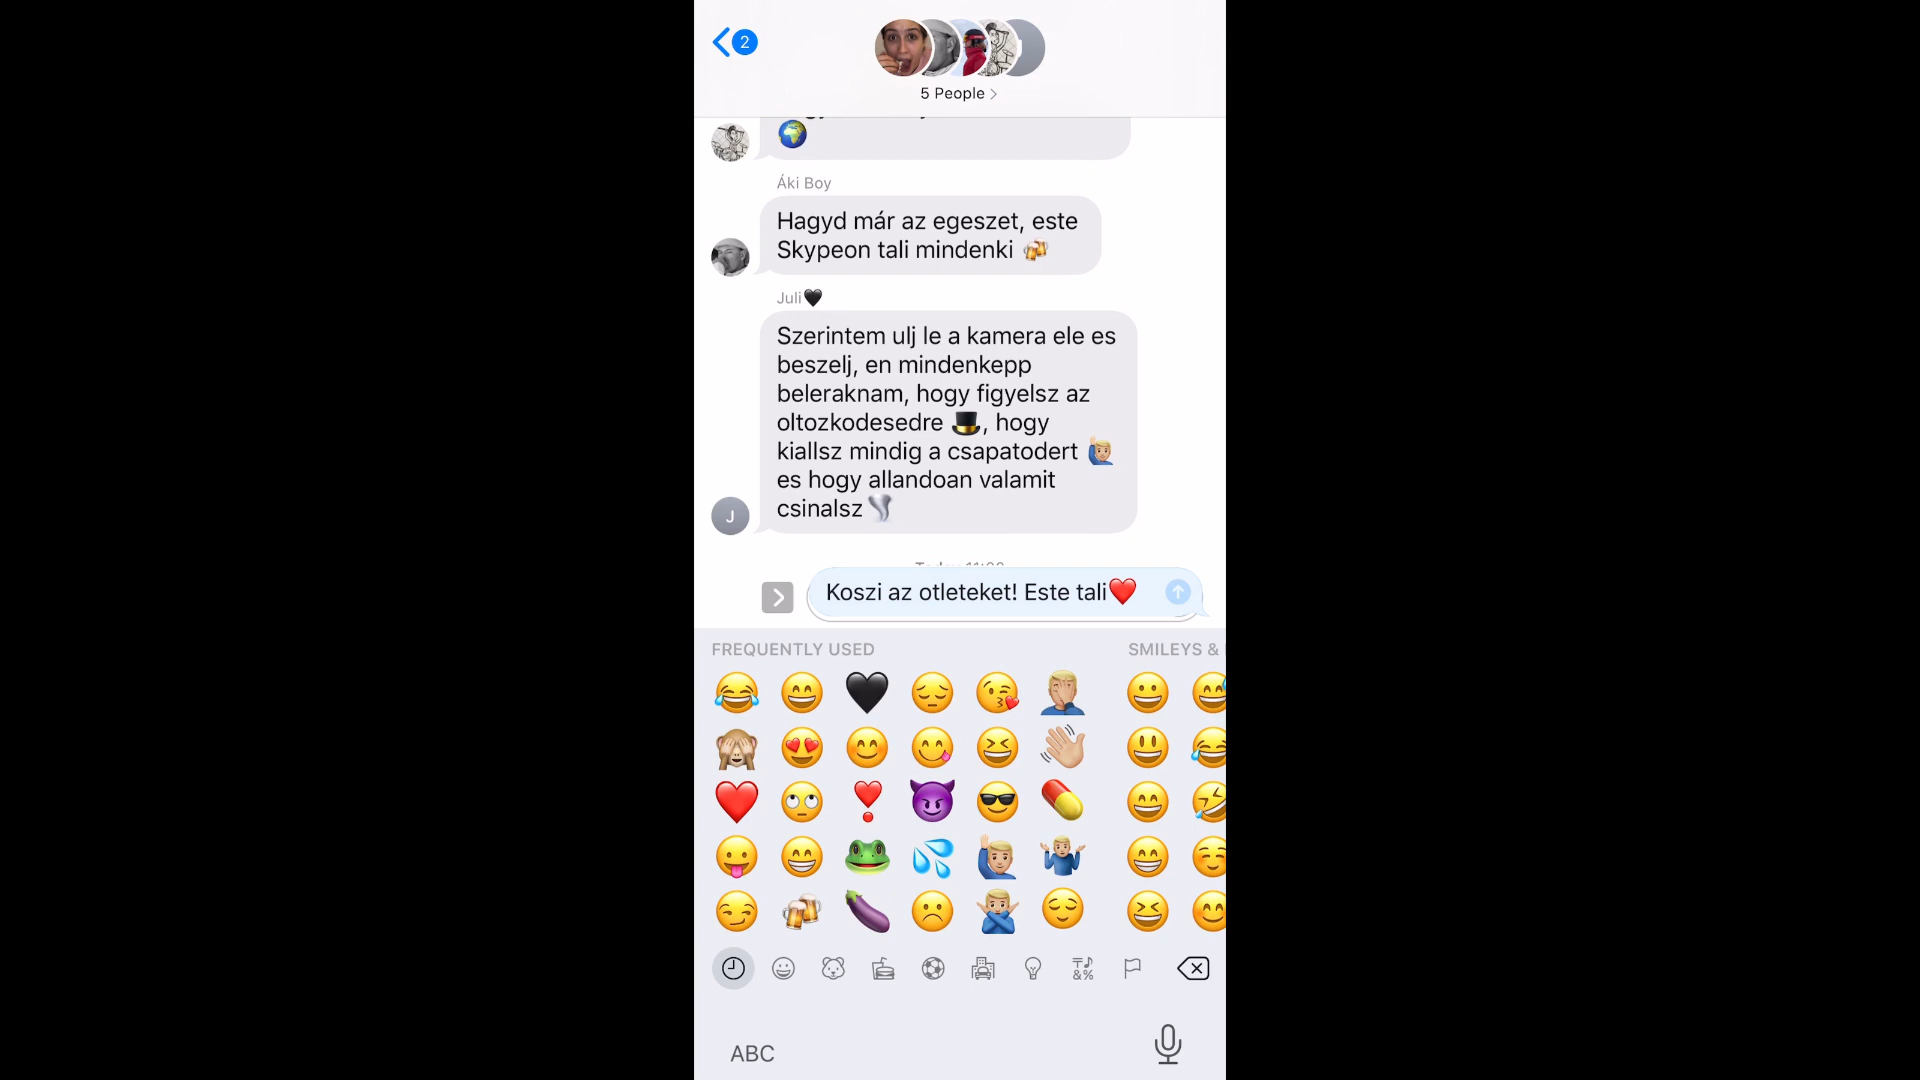 2
5 People
Áki Boy
Hagyd már az egeszet, este
Skypeon tali mindenki 🍻
Juli🖤
Szerintem ulj le a kamera ele es
beszelj, en mindenkepp
beleraknam, hogy figyelsz az
oltozkodesedre 🎩, hogy
kiallsz mindig a csapatodert 🙋🏼‍♂️
es hogy allandoan valamit
csinalsz🌪
J
Koszi az otleteket! Este tali❤️
FREQUENTLY USED
SMILEYS &
ABC